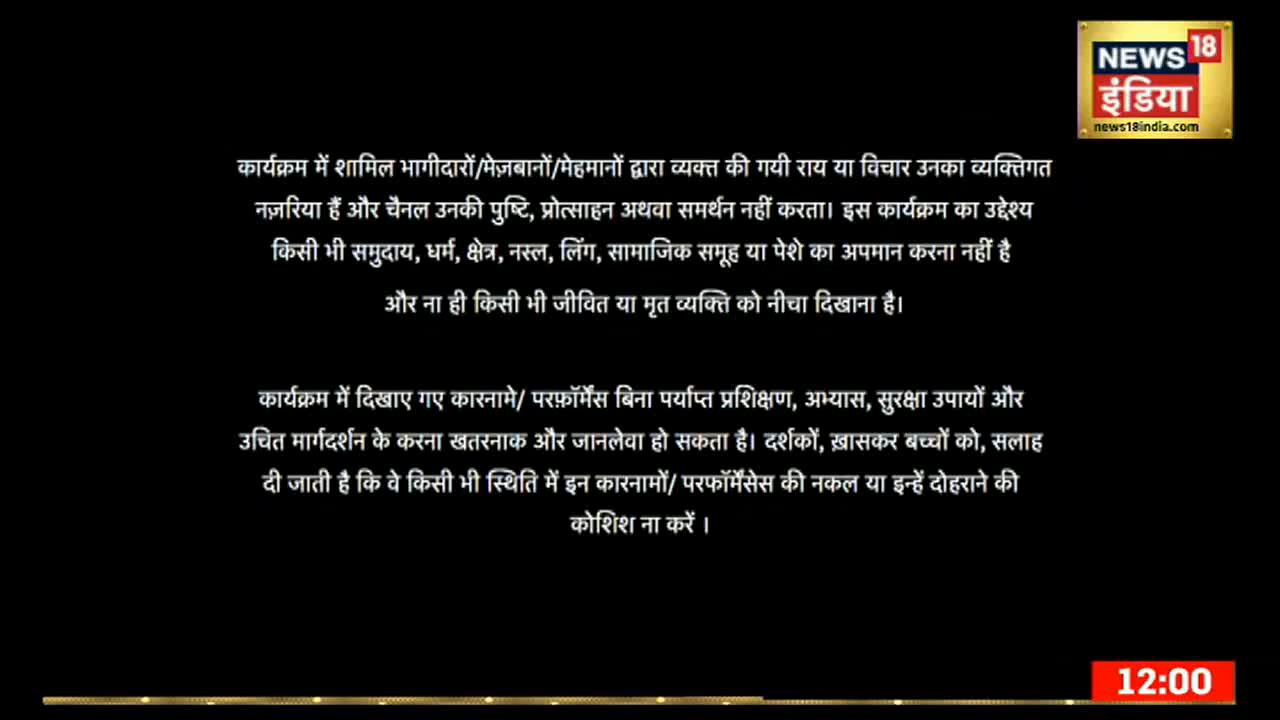 NEWS 18
इंडिया
news18india.com
कार्यक्रम में शामिल भागीदारों/मेज़बानों/मेहमानों द्वारा व्यक्त की गयी राय या विचार उनका व्यक्तिगत
नज़रिया हैं और चैनल उनकी पुष्टि, प्रोत्साहन अथवा समर्थन नहीं करता। इस कार्यक्रम का उद्देश्य
किसी भी समुदाय, धर्म, क्षेत्र, नस्ल, लिंग, सामाजिक समूह या पेशे का अपमान करना नहीं है
और ना ही किसी भी जीवित या मृत व्यक्ति को नीचा दिखाना है।
कार्यक्रम में दिखाए गए कारनामे/ परफ़ॉर्मेंस बिना पर्याप्त प्रशिक्षण, अभ्यास, सुरक्षा उपायों और
उचित मार्गदर्शन के करना खतरनाक और जानलेवा हो सकता है। दर्शकों, ख़ासकर बच्चों को, सलाह
दी जाती है कि वे किसी भी स्थिति में इन कारनामों/ परफॉर्मेंसेस की नकल या इन्हें दोहराने की
कोशिश ना करें ।
12:00